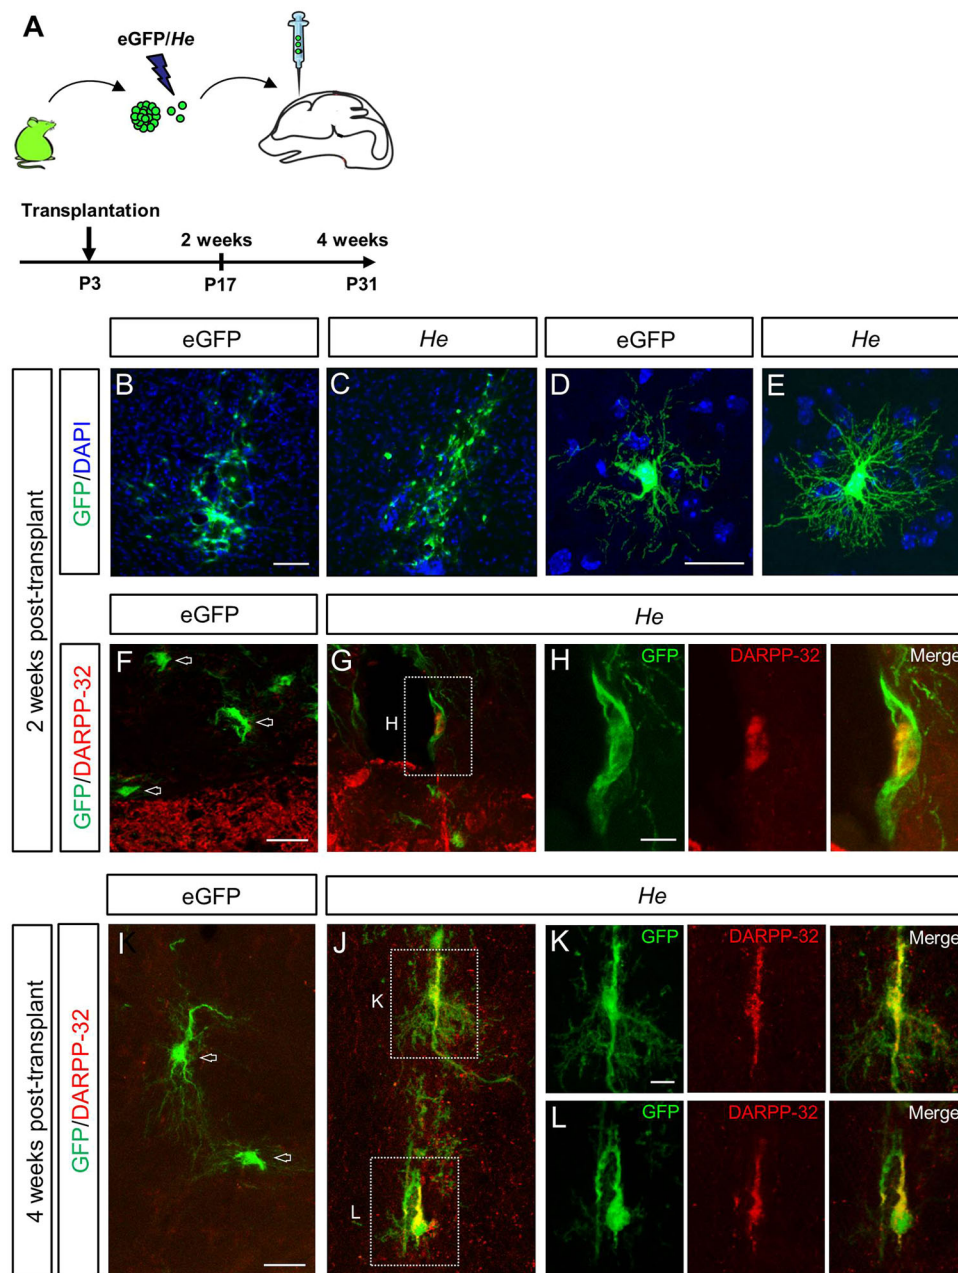 A
eGFP/He
Transplantation
2 weeks
4 weeks
P3
P17
P31
eGFP
He
eGFP
He
2 weeks post-transplant
GFP/DAPI
B
C
D
E
eGFP
He
GFP/DARPP-32
F
G
H
H
GFP
DARPP-32
Merge
eGFP
He
4 weeks post-transplant
GFP/DARPP-32
I
K
J
K
L
K
GFP
DARPP-32
Merge
L
GFP
DARPP-32
Merge